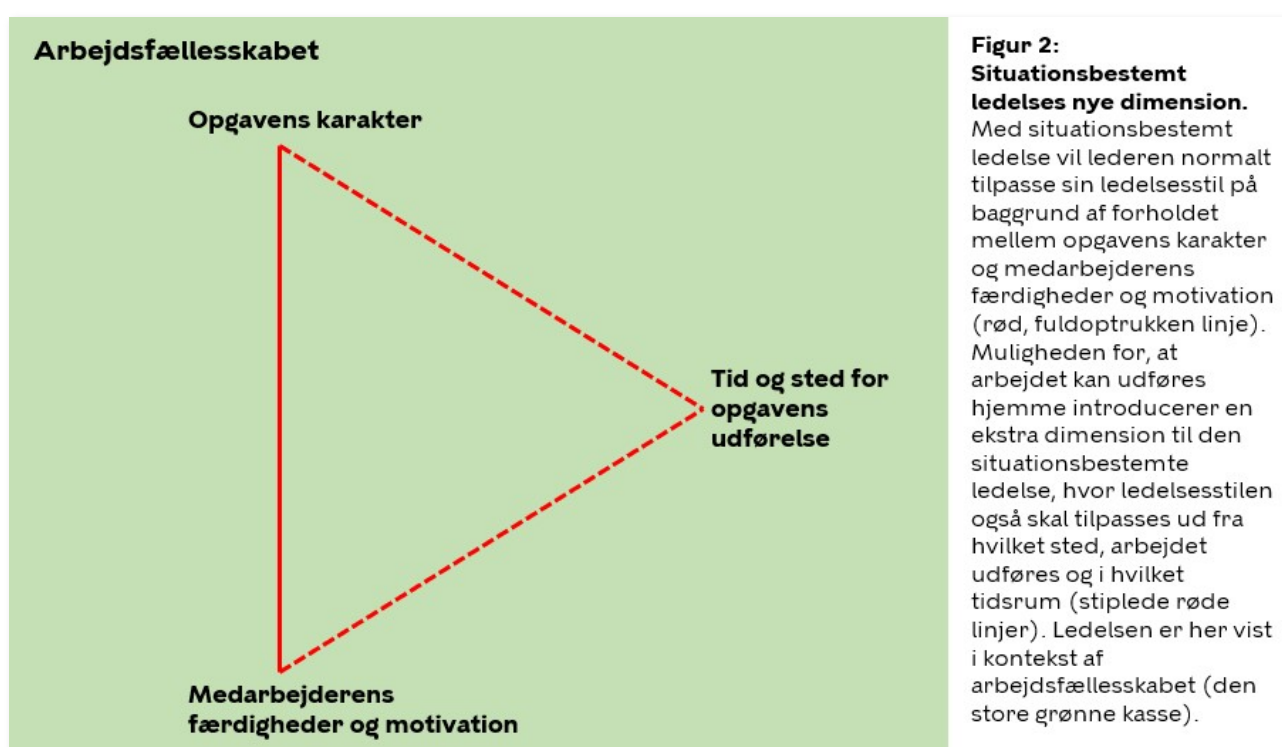 Arbejdsfællesskabet
Opgavens karakter
Tid og sted for
opgavens
udførelse
Medarbejderens
færdigheder og motivation
Figur 2:
Situationsbestemt
ledelses nye dimension.
Med situationsbestemt
ledelse vil lederen normalt
tilpasse sin ledelsesstil på
baggrund af forholdet
mellem opgavens karakter
og medarbejderens
færdigheder og motivation
(rød, fuldoptrukken linje).
Muligheden for, at
arbejdet kan udføres
hjemme introducerer en
ekstra dimension til den
situationsbestemte
ledelse, hvor ledelsesstilen
også skal tilpasses ud fra
hvilket sted, arbejdet
udføres og i hvilket
tidsrum (stiplede røde
linjer). Ledelsen er her vist
i kontekst af
arbejdsfællesskabet (den
store grønne kasse).